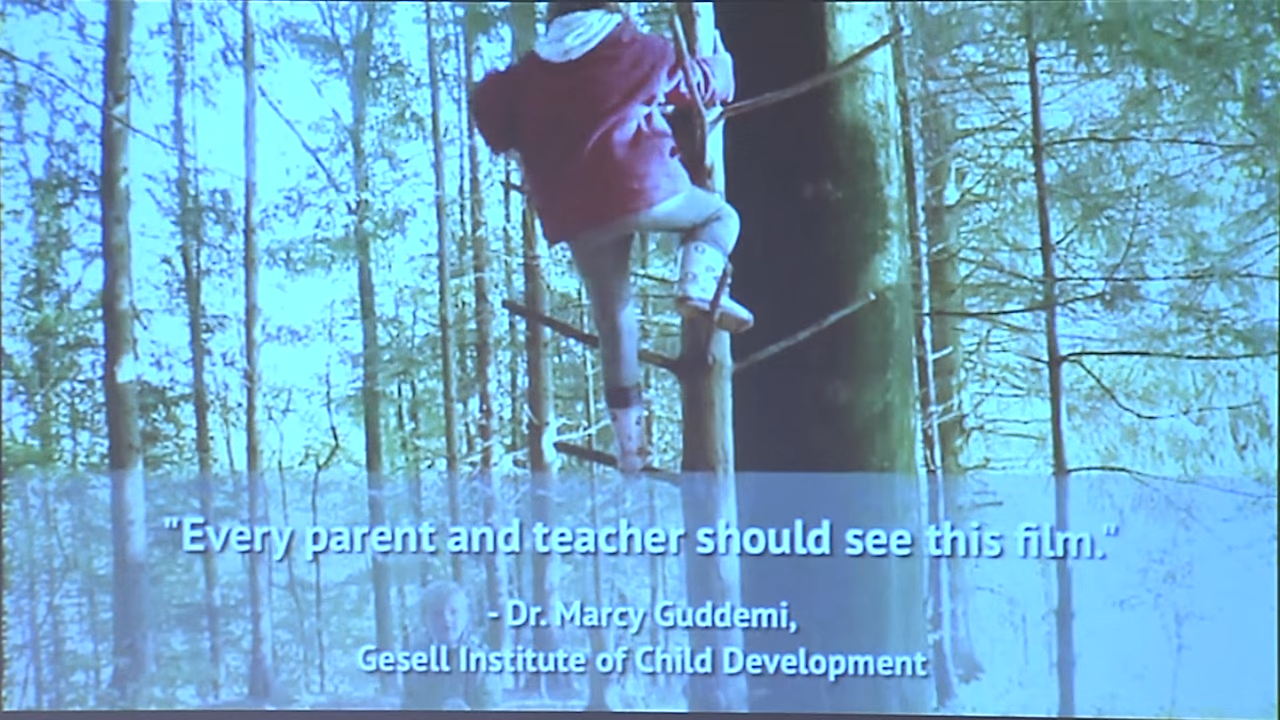 "Every parent and teacher should see this film."
- Dr. Marcy Guddemi,
Gesell Institute of Child Development